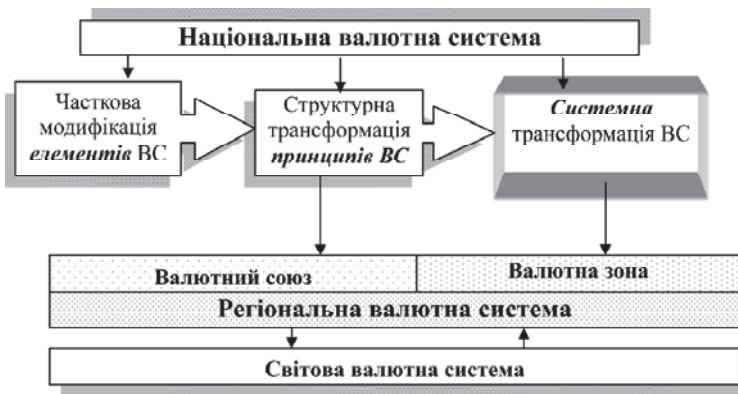 Національна валютна система
Часткова
модифікація
елементів ВС
Структурна
трансформація
принципів ВС
Системна
трансформація ВС
Валютний союз
Валютна зона
Регіональна валютна система
Світова валютна система